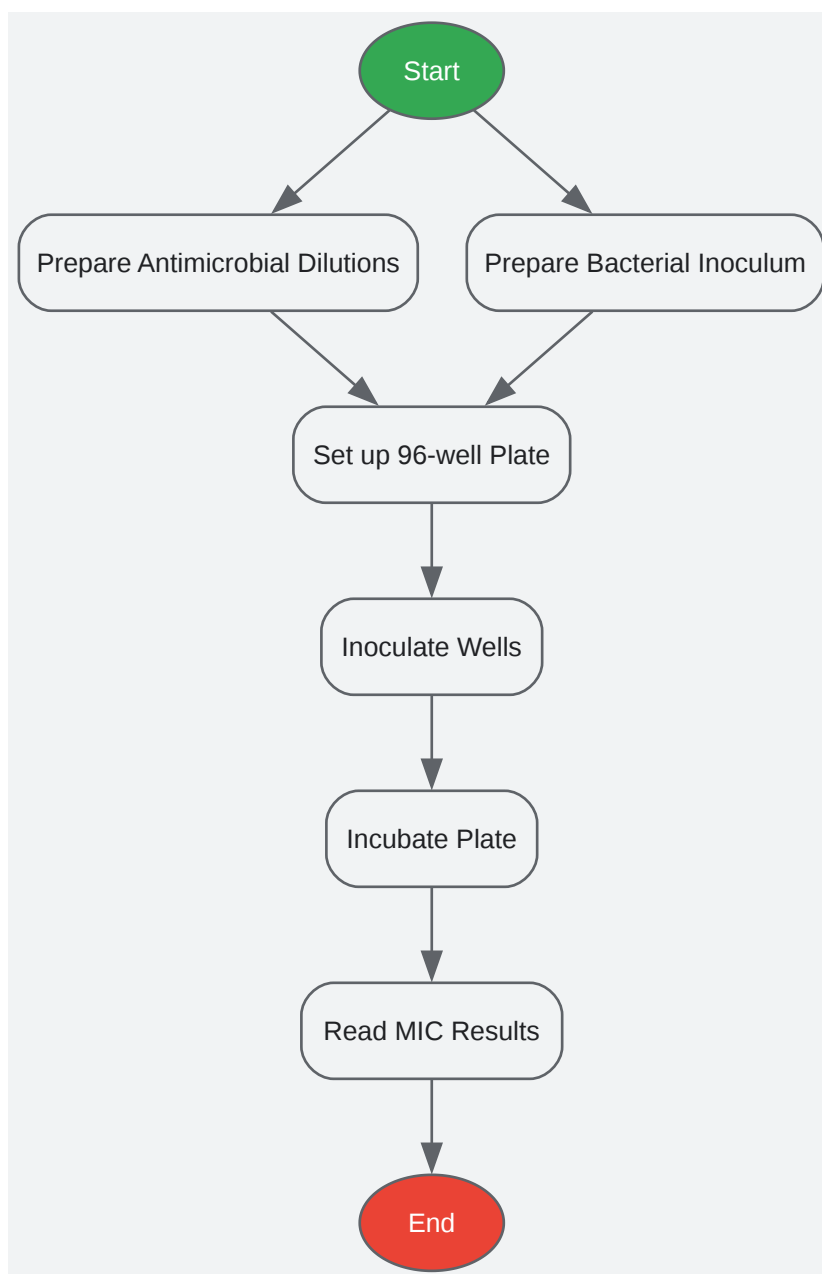 Start
Prepare Antimicrobial Dilutions
Prepare Bacterial Inoculum
Set up 96-well Plate
Inoculate Wells
Incubate Plate
Read MIC Results
End